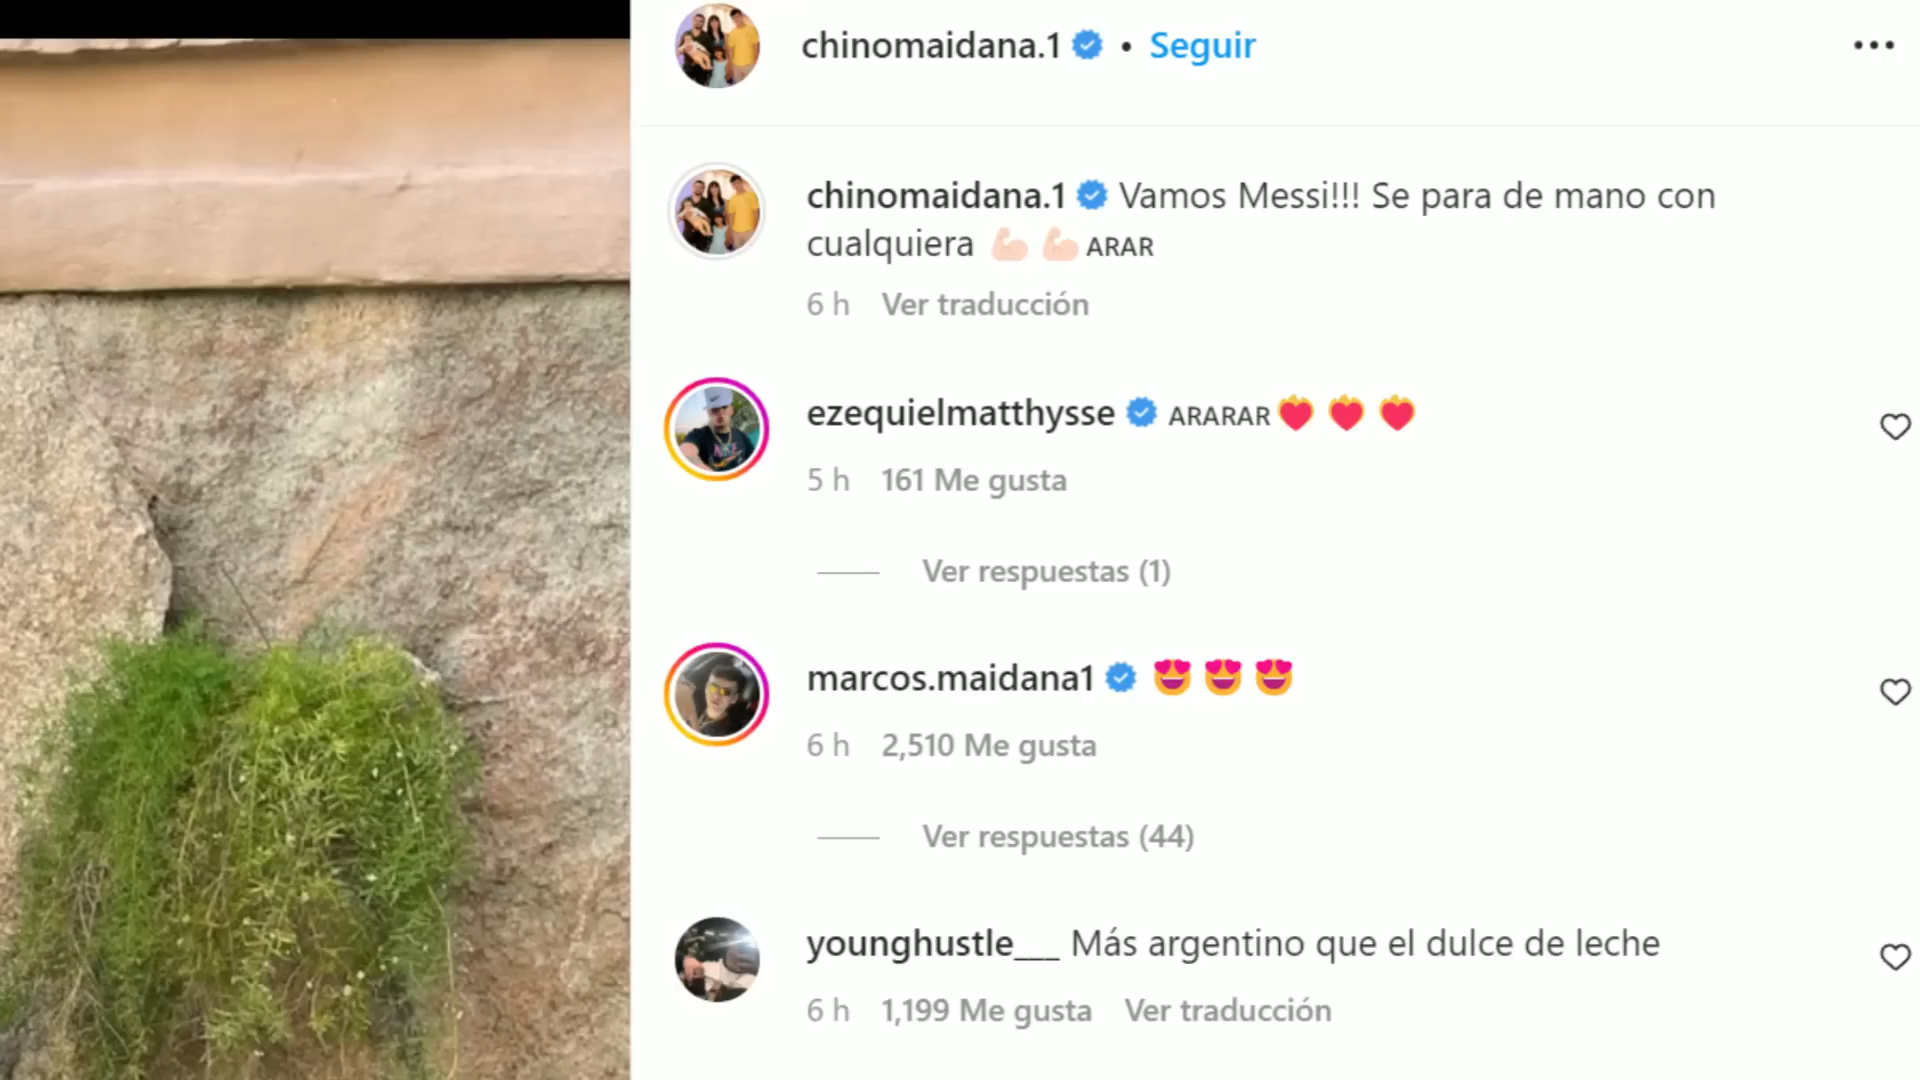 chinomaidana.1 • Seguir
chinomaidana.1 Vamos Messi!!! Se para de mano con
cualquiera 💪🏻 💪🏻 ARAR
6 h Ver traducción
ezequielmatthysse ARARAR❤️‍🔥 ❤️‍🔥 ❤️‍🔥
5 h 161 Me gusta
Ver respuestas (1)
marcos.maidana1 😍 😍 😍
6 h 2,510 Me gusta
Ver respuestas (44)
younghustle___ Más argentino que el dulce de leche
6 h 1,199 Me gusta Ver traducción